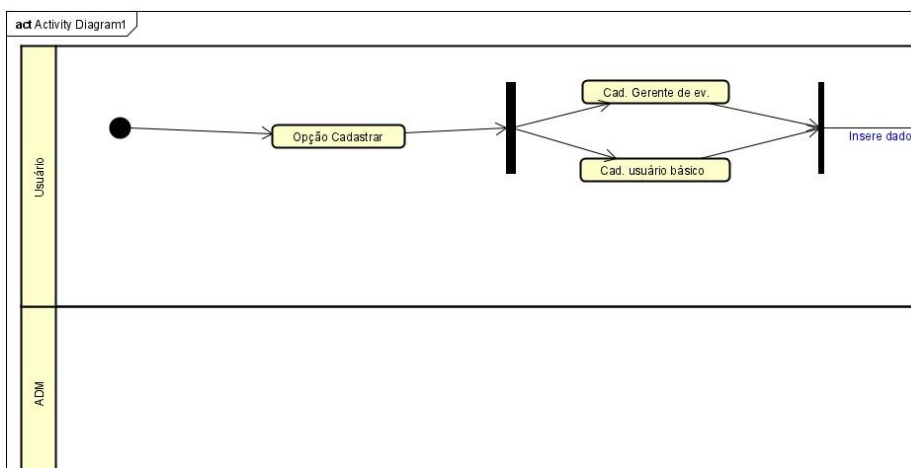 act Activity Diagram1
Usuário
Opção Cadastrar
Cad. Gerente de ev.
Cad. usuário básico
Insere dado
ADM